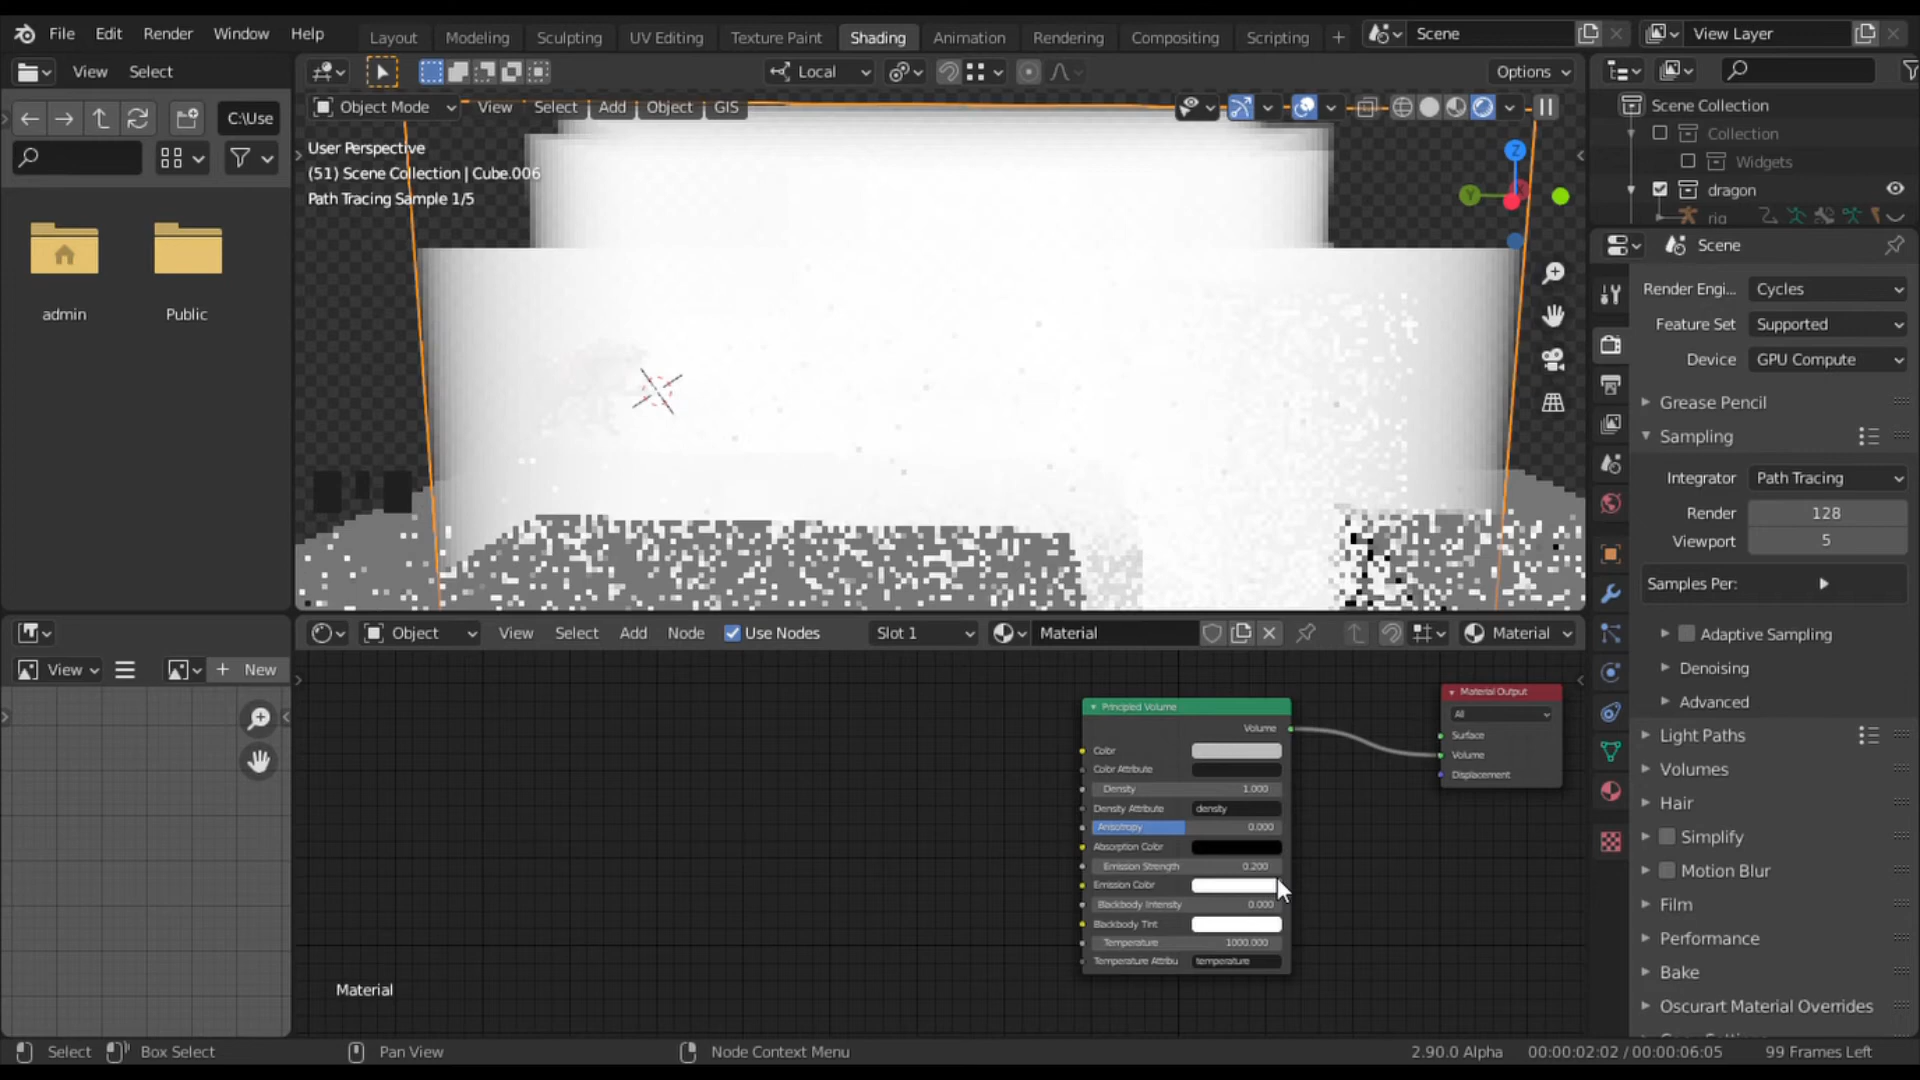 File Edit Render Window Help Layout Modeling Sculpting UV Editing Texture Paint Shading Animation Rendering Compositing Scripting + Scene View Layer
View Select
Local
Options
C:\Use
Object Mode View Select Add Object GIS
Scene Collection
Collection
Widgets
dragon
rig
User Perspective
(51) Scene Collection | Cube.006
Path Tracing Sample 1/5
Z
Y
admin
Public
Scene
Render Engi... Cycles
Feature Set Supported
Device GPU Compute
Grease Pencil
Sampling
Integrator Path Tracing
Render 128
Viewport 5
Samples Per:
Adaptive Sampling
Denoising
Advanced
Light Paths
Volumes
Hair
Simplify
Motion Blur
Film
Performance
Bake
Oscurart Material Overrides
Object View Select Add Node Use Nodes Slot 1 Material Material
View New
Principled Volume
Volume
Color
Color Attribute
Density 1.000
Density Attribute density
Anisotropy 0.000
Absorption Color
Emission Strength 0.200
Emission Color
Blackbody Intensity 0.000
Blackbody Tint
Temperature 1000.000
Temperature Attribu temperature
Material Output
All
Surface
Volume
Displacement
Material
Select Box Select Pan View Node Context Menu 2.90.0 Alpha 00:00:02:02 / 00:00:06:05 99 Frames Left